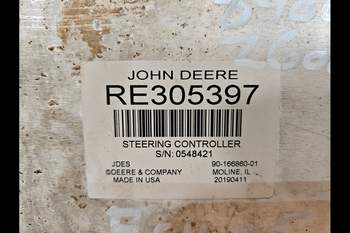 JOHN DEERE
RE305397
STEERING CONTROLLER
S/N: 0548421
JDES 90-166860-01
©DEERE & COMPANY MOLINE, IL
MADE IN USA 20190411